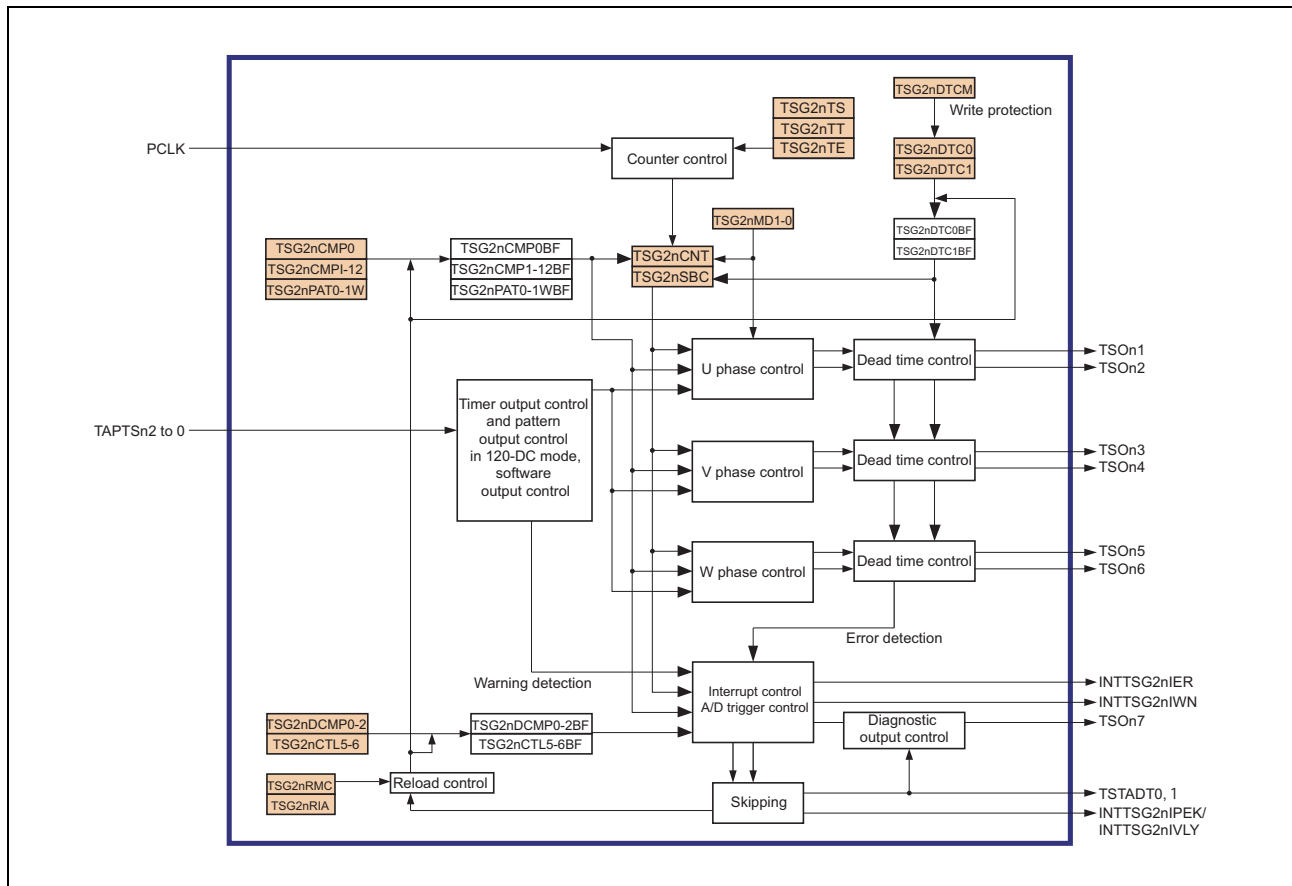 TSG2nDTCM
Write protection
TSG2nTS
TSG2nTT
TSG2nTE
PCLK
Counter control
TSG2nDTC0
TSG2nDTC1
TSG2nMD1-0
TSG2nDTC0BF
TSG2nDTC1BF
TSG2nCMP0
TSG2nCMPI-12
TSG2nPAT0-1W
TSG2nCMP0BF
TSG2nCMP1-12BF
TSG2nPAT0-1WBF
TSG2nCNT
TSG2nSBC
U phase control
Dead time control
TSOn1
TSOn2
TAPTSn2 to 0
Timer output control
and pattern
output control
in 120-DC mode,
software
output control
V phase control
Dead time control
TSOn3
TSOn4
W phase control
Dead time control
TSOn5
TSOn6
Error detection
Warning detection
Interrupt control
A/D trigger control
INTTSG2nIER
INTTSG2nIWN
TSOn7
Diagnostic
output control
TSG2nDCMP0-2
TSG2nCTL5-6
TSG2nDCMP0-2BF
TSG2nCTL5-6BF
TSG2nRMC
TSG2nRIA
Reload control
Skipping
TSTADT0, 1
INTTSG2nIPEK/
INTTSG2nIVLY